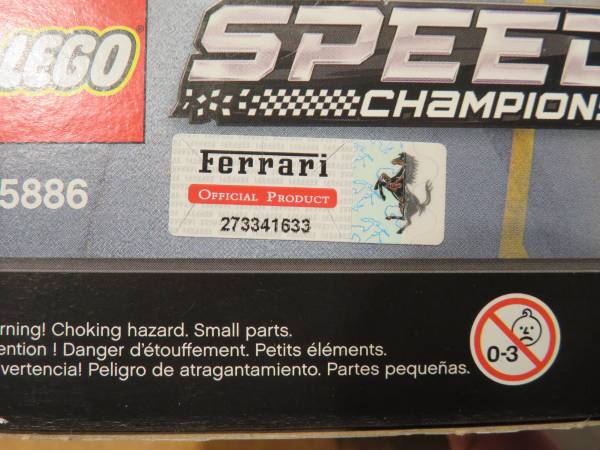 LEGO
SPEED
CHAMPIONS
Ferrari
OFFICIAL PRODUCT
273341633
5886
rning! Choking hazard. Small parts.
ention ! Danger d'étouffement. Petits éléments.
vertencia! Peligro de atragantamiento. Partes pequeñas.
0-3